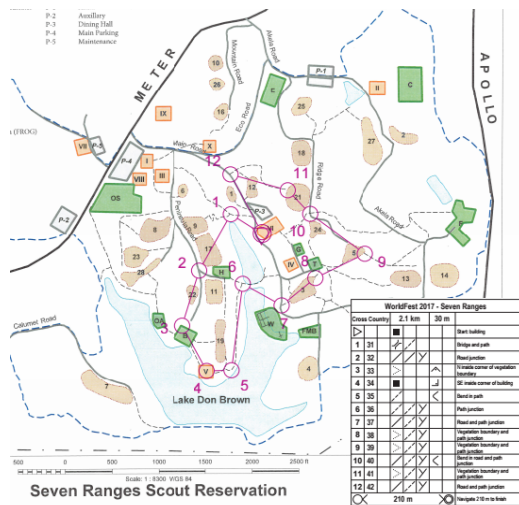 P-2 Auxillary
P-3 Dining Hall
P-4 Main Parking
P-5 Maintenance
METER
APOLLO
Akela Road
Mountain Road
Eco Road
Major Road
Ridge Road
Akela Road
Peninsula Road
Calumet Road
P-1
P-5
P-4
P-3
P-2
(TROG)
VII
VIII
I
III
IX
X
II
IV
V
OS
OA
C
H
W
FMB
T
B
10
26
16
25
18
27
2
12
11
1
13
21
10
24
6
8
9
17
23
28
2
22
6
11
8
3
9
5
13
14
7
3
19
4
5
4
7
Lake Don Brown
500 0 500 1000 1500 2000 2500 ft
Scale: 1 : 8300 WGS 84
Seven Ranges Scout Reservation
WorldFest 2017 - Seven Ranges
Cross Country 2.1 km 30 m
Start building
1 31 Bridge and path
2 32 Road junction
3 33 N inside corner of vegetation boundary
4 34 SE inside corner of building
5 35 Bend in path
6 36 Path junction
7 37 Road and path junction
8 38 Vegetation boundary and path junction
9 39 Vegetation boundary and path junction
10 40 Bend in road and path junction
11 41 Vegetation boundary and path junction
12 42 Road and path junction
210 m Navigate 210 m to finish